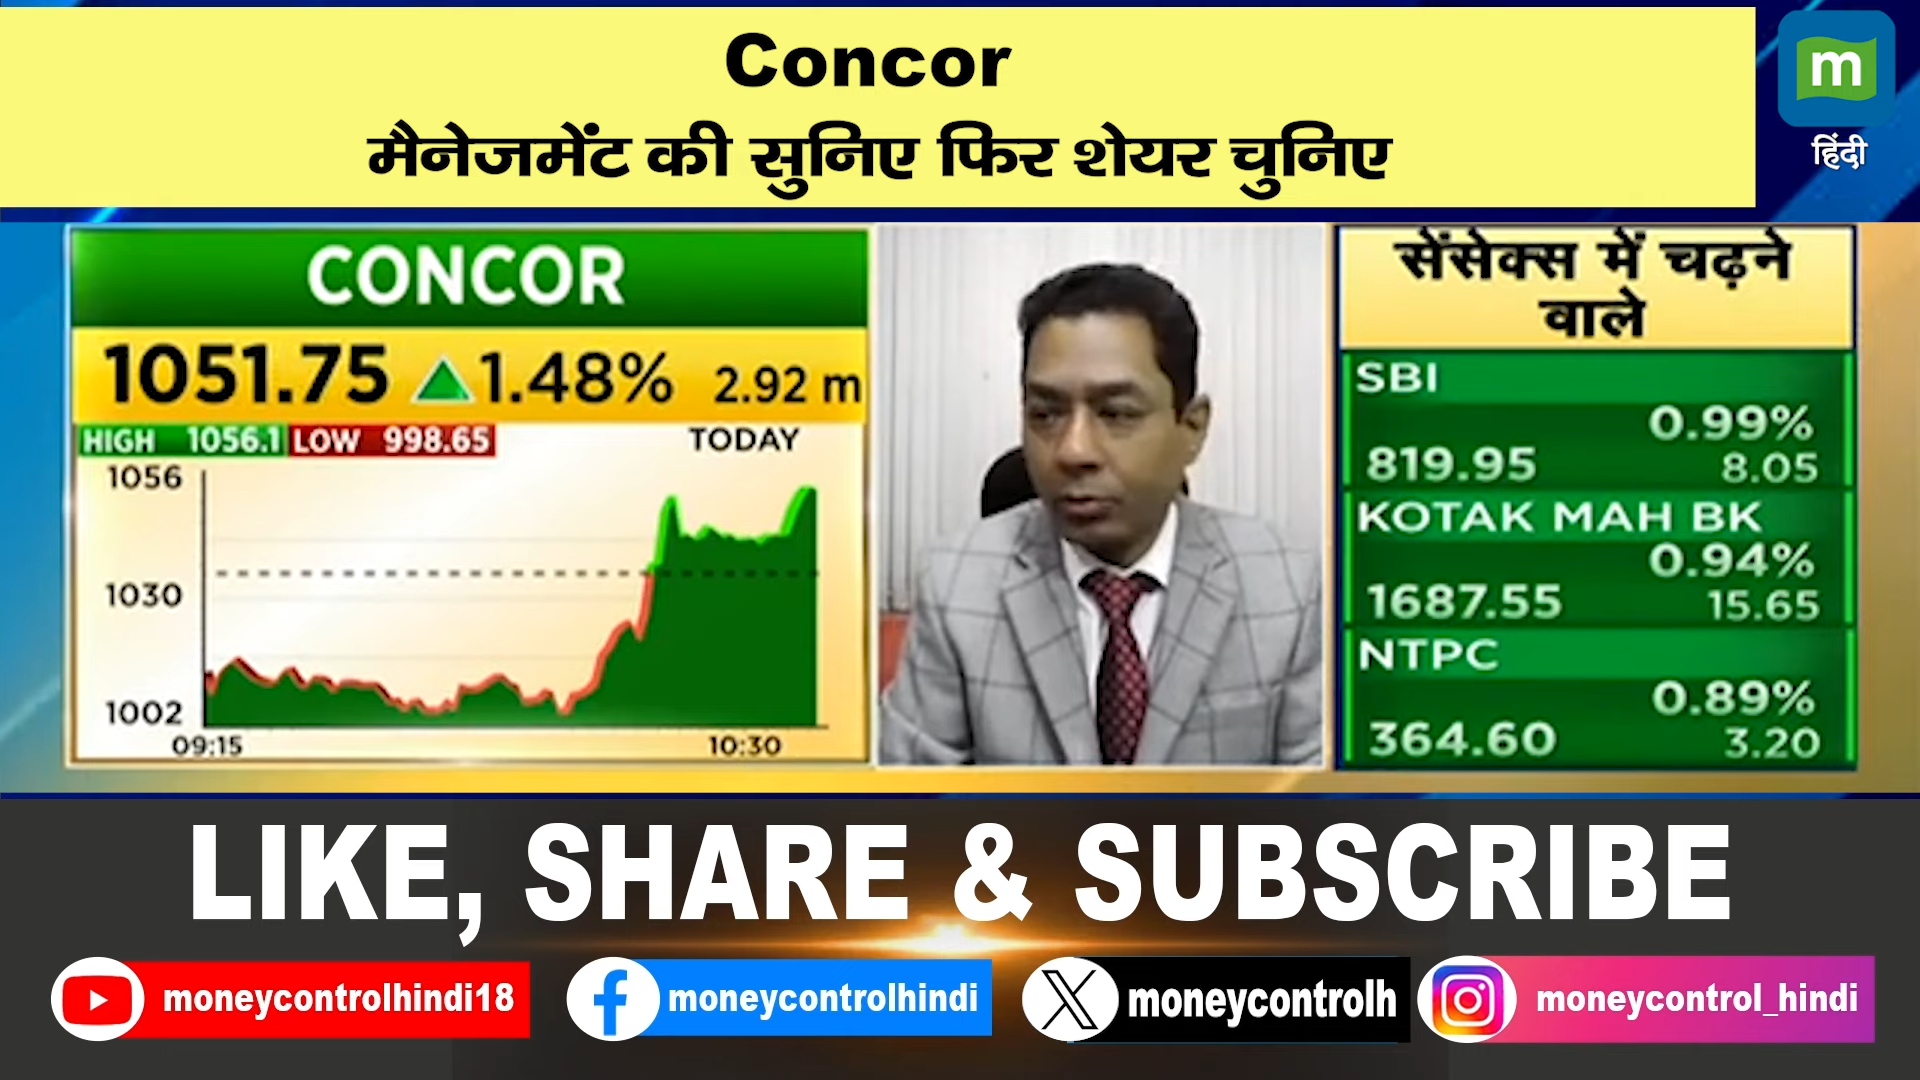 Concor
मैनेजमेंट की सुनिए फिर शेयर चुनिए
m
हिंदी
CONCOR
1051.75 ▲ 1.48% 2.92 m
HIGH 1056.1 LOW 998.65 TODAY
1056
1030
1002
09:15 10:30
सेंसेक्स में चढ़ने
वाले
SBI
0.99%
819.95 8.05
KOTAK MAH BK
0.94%
1687.55 15.65
NTPC
0.89%
364.60 3.20
LIKE, SHARE & SUBSCRIBE
moneycontrolhindi18 moneycontrolhindi moneycontrolh moneycontrol_hindi